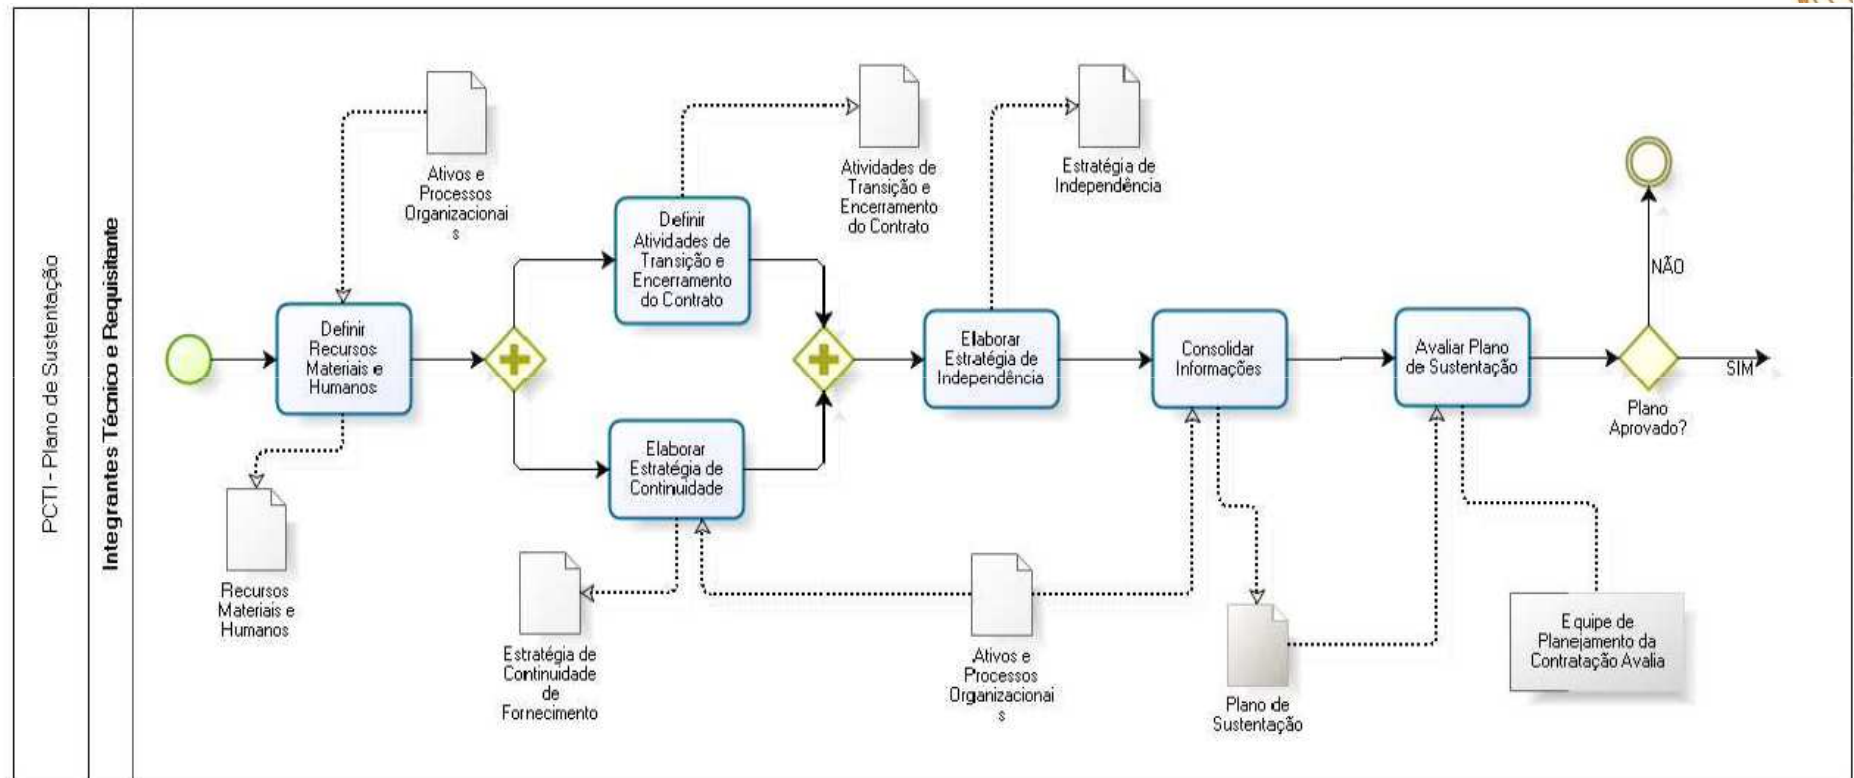 PCTI - Plano de Sustentação
Integrantes Técnico e Requisitante
Ativos e
Processos
Organizacionai
s
Definir
Recursos
Materiais e
Humanos
Recursos
Materiais e
Humanos
Definir
Atividades de
Transição e
Encerramento
do Contrato
Atividades de
Transição e
Encerramento
do Contrato
Elaborar
Estratégia de
Continuidade
Estratégia de
Continuidade
de
Fornecimento
Estratégia de
Independência
Elaborar
Estratégia de
Independência
Ativos e
Processos
Organizacionai
s
Consolidar
Informações
Plano de
Sustentação
Avaliar Plano
de Sustentação
Equipe de
Planejamento da
Contratação Avalia
NÃO
SIM
Plano
Aprovado?